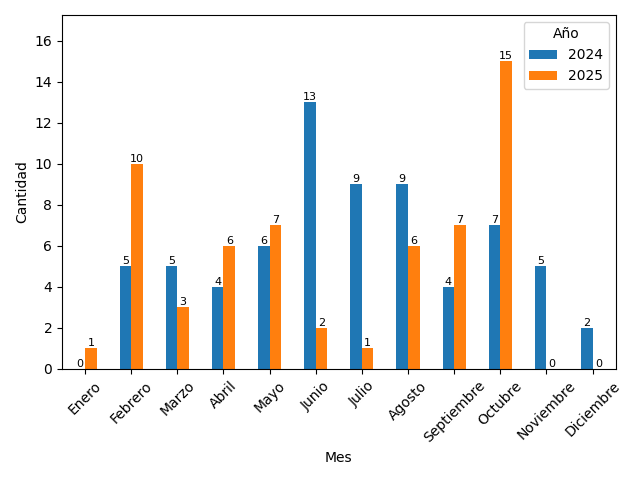 Año
2024
2025
Cantidad
16
14
12
10
8
6
4
2
0
0 1
5 10
5 3
4 6
6 7
13 2
9 1
9 6
4 7
7 15
5 0
2 0
Enero
Febrero
Marzo
Abril
Mayo
Junio
Julio
Agosto
Septiembre
Octubre
Noviembre
Diciembre
Mes